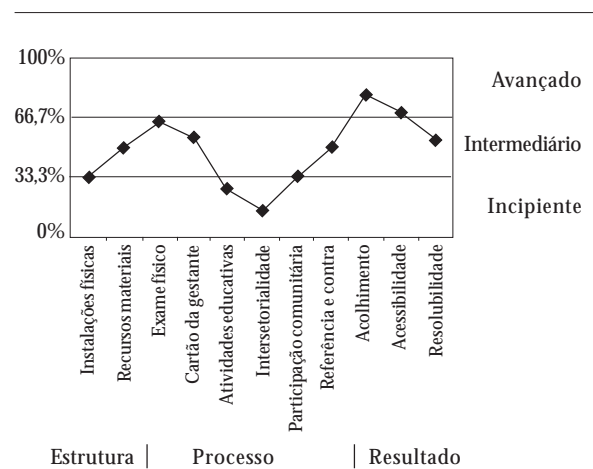 100%
66,7%
33,3%
0%
Avançado
Intermediário
Incipiente
Instalações físicas
Recursos materiais
Exame físico
Cartão da gestante
Atividades educativas
Intersetorialidade
Participação comunitária
Referência e contra
Acolhimento
Acessibilidade
Resolubilidade
Estrutura | Processo | Resultado